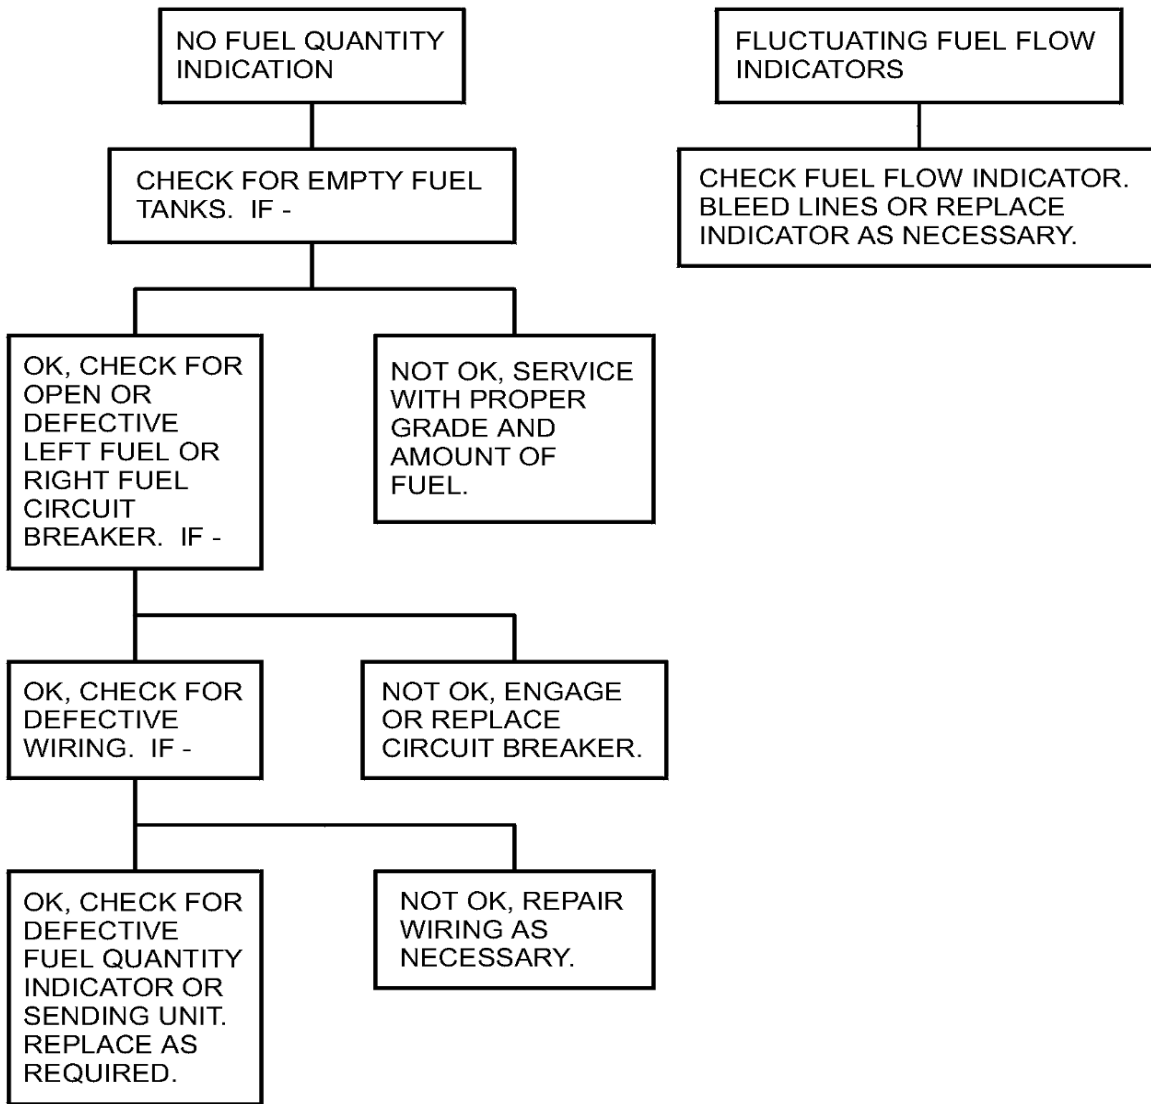 NO FUEL QUANTITY
INDICATION
CHECK FOR EMPTY FUEL
TANKS.  IF -
OK, CHECK FOR
OPEN OR
DEFECTIVE
LEFT FUEL OR
RIGHT FUEL
CIRCUIT
BREAKER.  IF -
NOT OK, SERVICE
WITH PROPER
GRADE AND
AMOUNT OF
FUEL.
OK, CHECK FOR
DEFECTIVE
WIRING.  IF -
NOT OK, ENGAGE
OR REPLACE
CIRCUIT BREAKER.
OK, CHECK FOR
DEFECTIVE
FUEL QUANTITY
INDICATOR OR
SENDING UNIT.
REPLACE AS
REQUIRED.
NOT OK, REPAIR
WIRING AS
NECESSARY.
FLUCTUATING FUEL FLOW
INDICATORS
CHECK FUEL FLOW INDICATOR.
BLEED LINES OR REPLACE
INDICATOR AS NECESSARY.